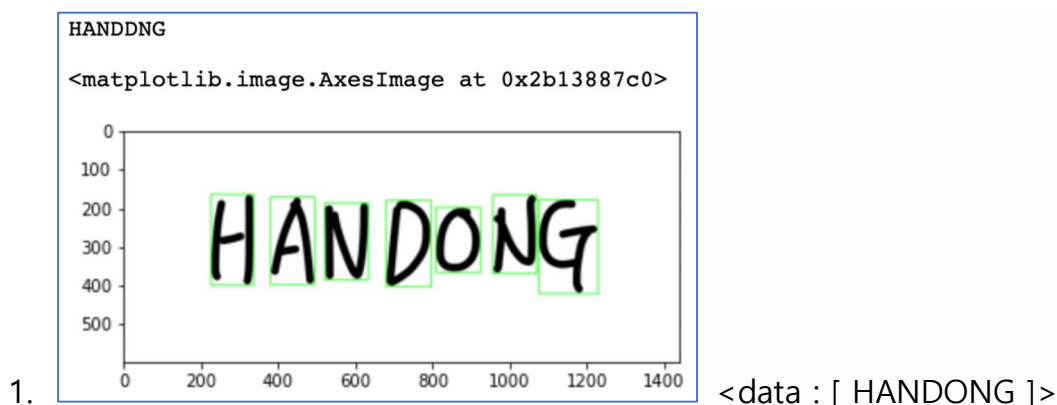 HANDDNG
<matplotlib.image.AxesImage at 0x2b13887c0>
0
100
200
300
400
500
HANDONG
0 200 400 600 800 1000 1200 1400
1. <data : [ HANDONG ]>